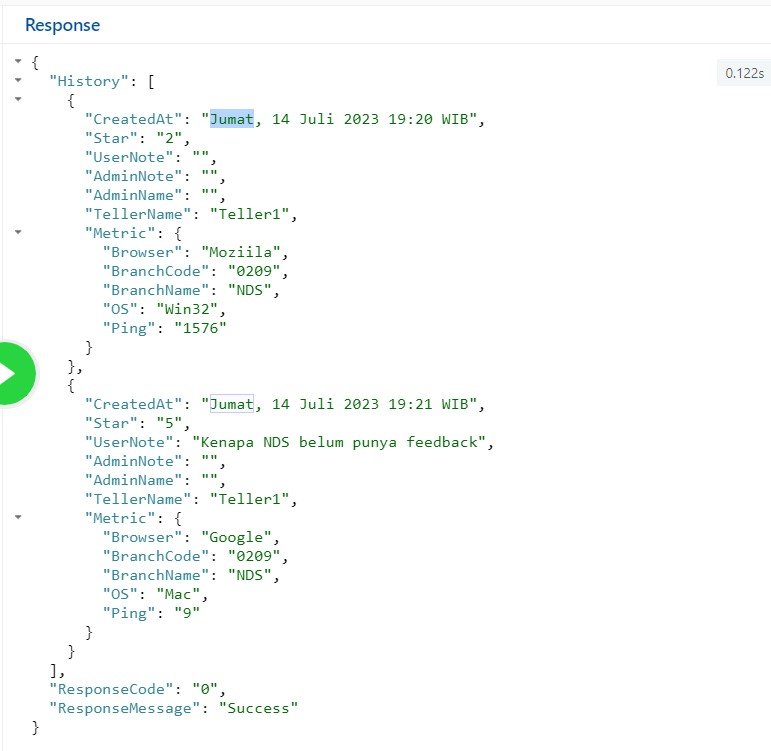 Response
{
0.122s
"History": [
{
"CreatedAt": "Jumat, 14 Juli 2023 19:20 WIB",
"Star": "2",
"UserNote": "",
"AdminNote": "",
"AdminName": "",
"TellerName": "Teller1",
"Metric": {
"Browser": "Moziila",
"BranchCode": "0209",
"BranchName": "NDS",
"OS": "Win32",
"Ping": "1576"
}
},
{
"CreatedAt": "Jumat, 14 Juli 2023 19:21 WIB",
"Star": "5",
"UserNote": "Kenapa NDS belum punya feedback",
"AdminNote": "",
"AdminName": "",
"TellerName": "Teller1",
"Metric": {
"Browser": "Google",
"BranchCode": "0209",
"BranchName": "NDS",
"OS": "Mac",
"Ping": "9"
}
}
],
"ResponseCode": "0",
"ResponseMessage": "Success"
}